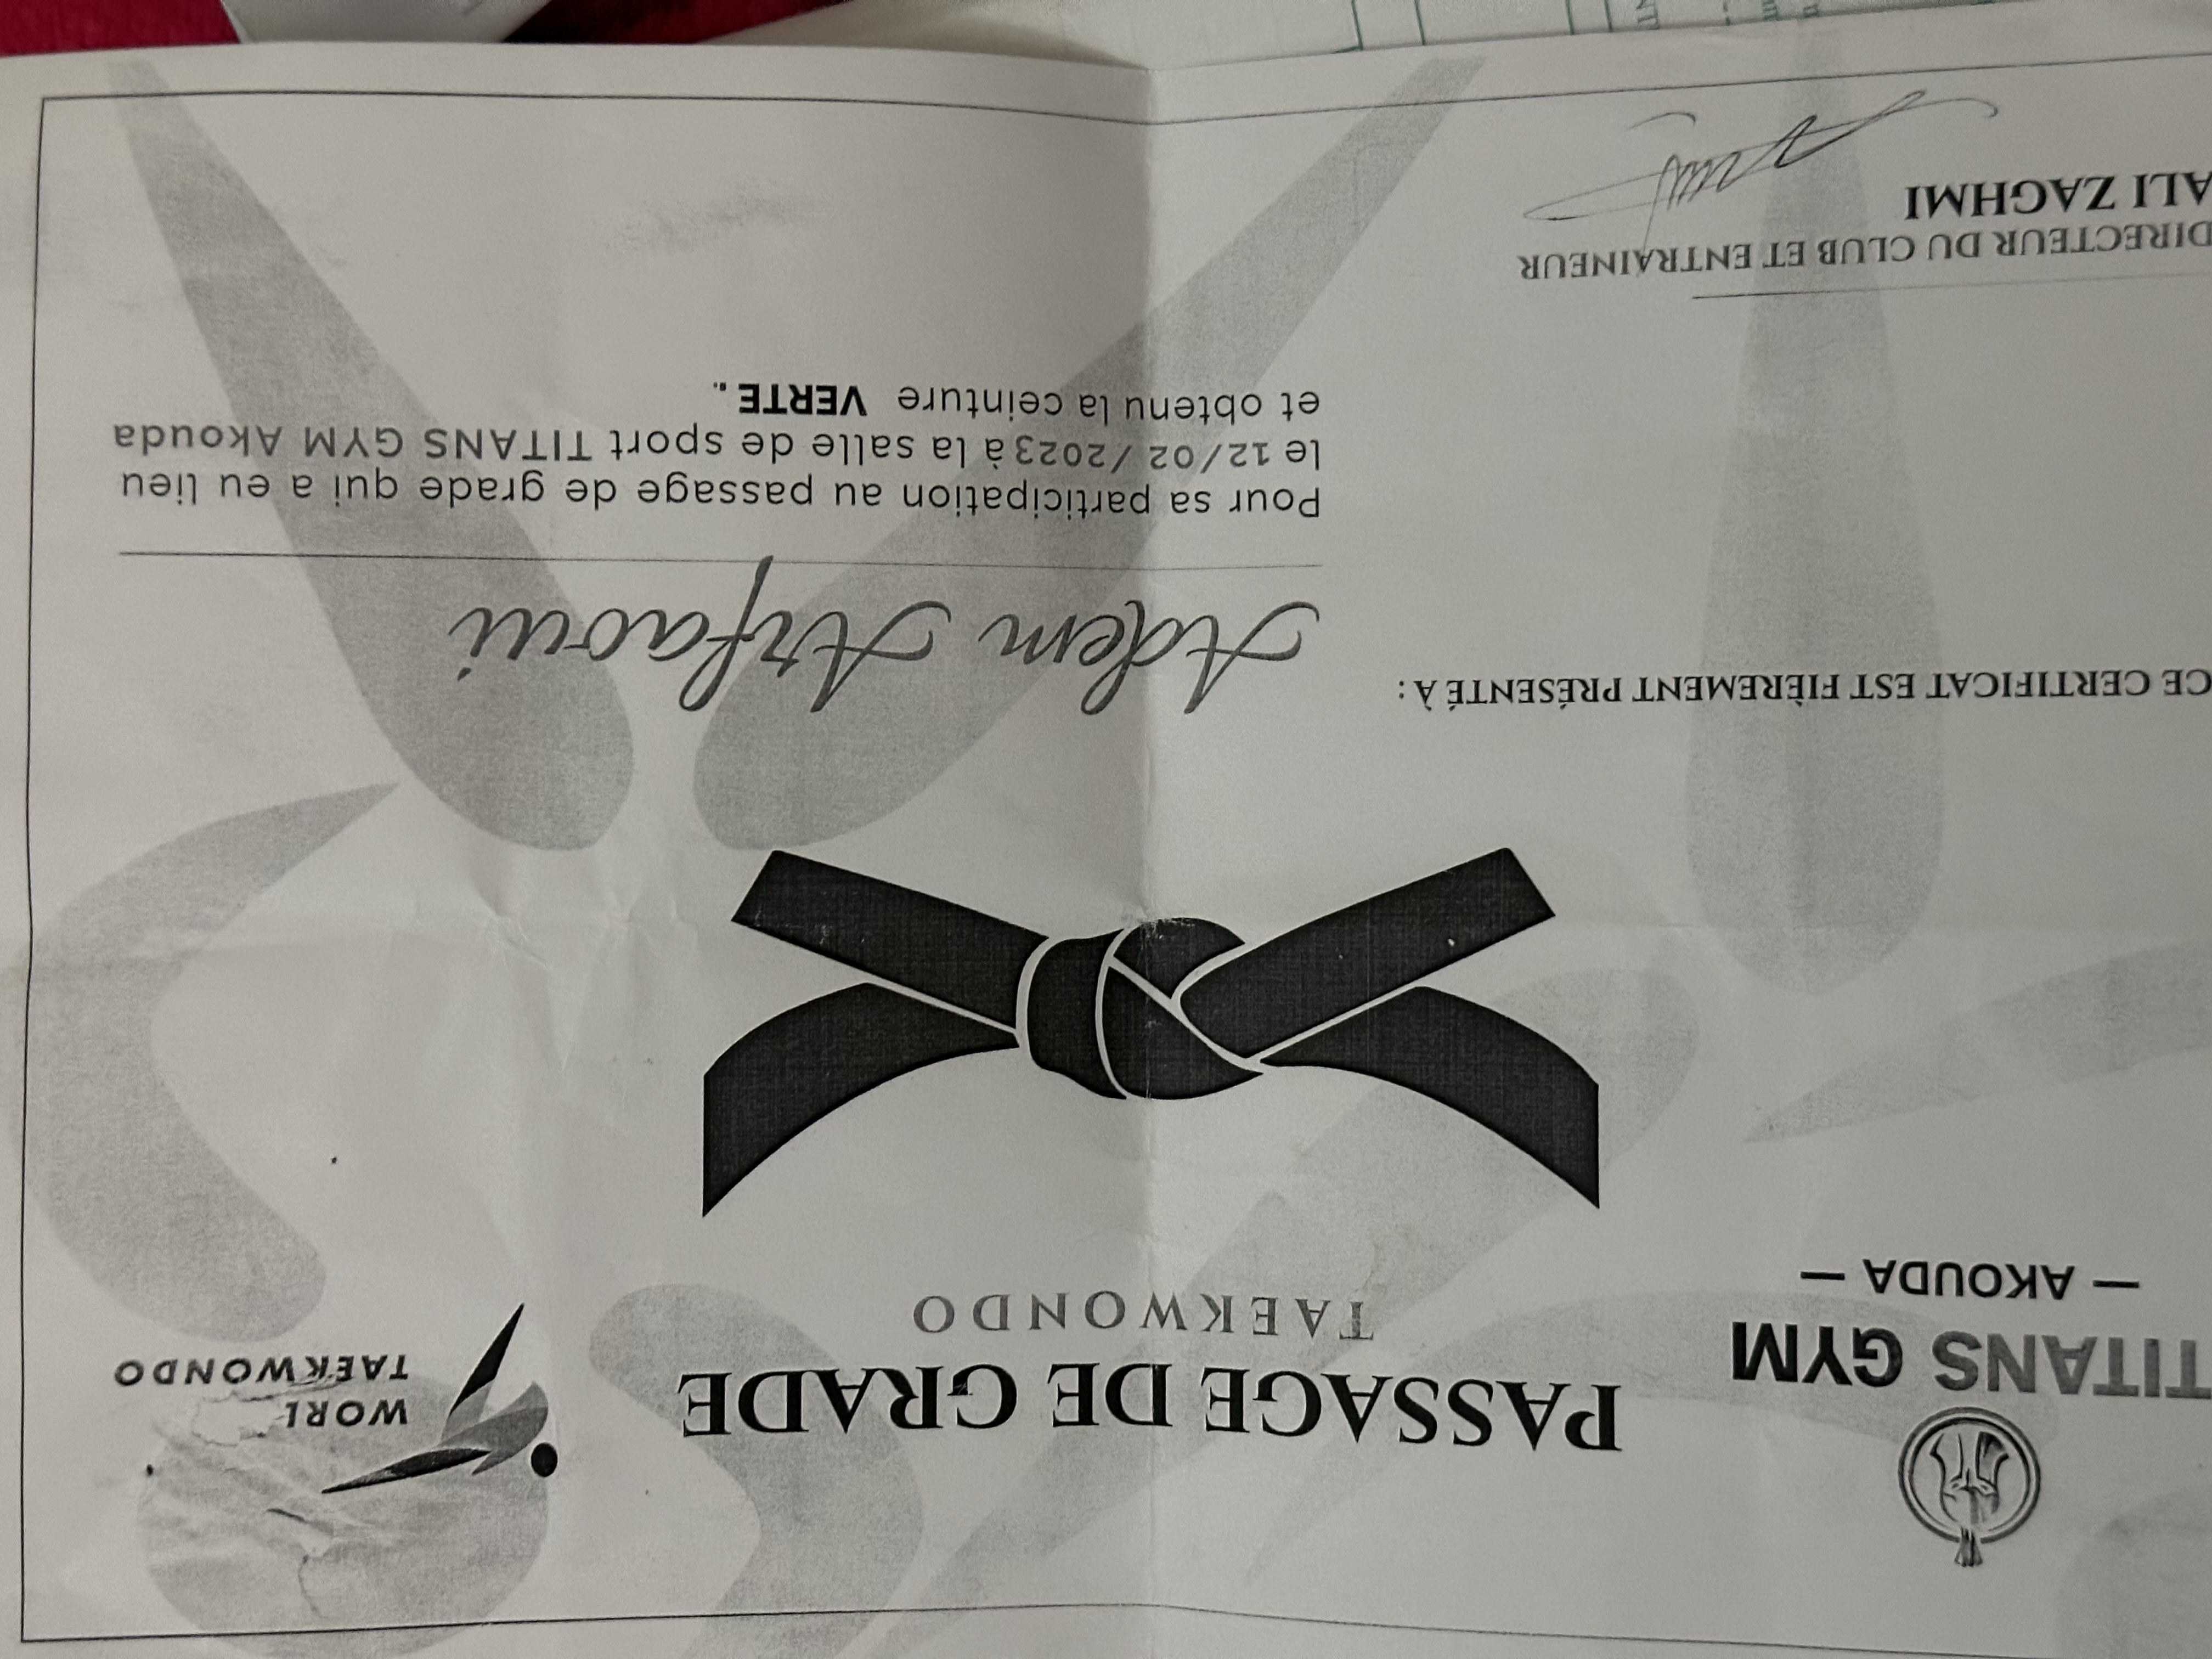 TITANS GYM
— AKOUDA —
PASSAGE DE GRADE
TAEKWONDO
WORL
TAEKWONDO
CE CERTIFICAT EST FIÈREMENT PRÉSENTÉ À :
Adem Arfaoui
Pour sa participation au passage de grade qui a eu lieu
le 12/02 /2023 à la salle de sport TITANS GYM Akouda
et obtenu la ceinture VERTE .
DIRECTEUR DU CLUB ET ENTRAINEUR
ALI ZAGHMI